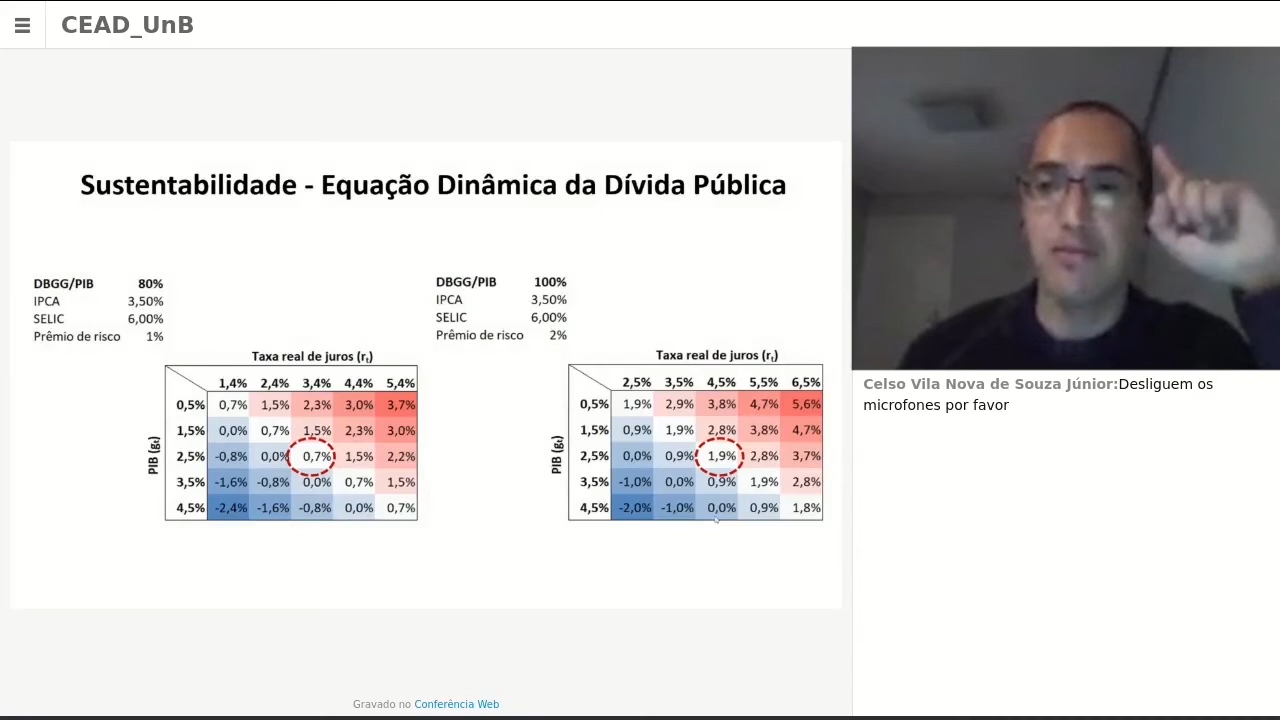 CEAD_UnB
Sustentabilidade - Equação Dinâmica da Dívida Pública
DBGG/PIB 80%
IPCA 3,50%
SELIC 6,00%
Prêmio de risco 1%
Taxa real de juros (rt)
1,4% 2,4% 3,4% 4,4% 5,4%
PIB (gt)
0,5% 0,7% 1,5% 2,3% 3,0% 3,7%
1,5% 0,0% 0,7% 1,5% 2,3% 3,0%
2,5% -0,8% 0,0% 0,7% 1,5% 2,2%
3,5% -1,6% -0,8% 0,0% 0,7% 1,5%
4,5% -2,4% -1,6% -0,8% 0,0% 0,7%
DBGG/PIB 100%
IPCA 3,50%
SELIC 6,00%
Prêmio de risco 2%
Taxa real de juros (rt)
2,5% 3,5% 4,5% 5,5% 6,5%
PIB (gt)
0,5% 1,9% 2,9% 3,8% 4,7% 5,6%
1,5% 0,9% 1,9% 2,8% 3,8% 4,7%
2,5% 0,0% 0,9% 1,9% 2,8% 3,7%
3,5% -1,0% 0,0% 0,9% 1,9% 2,8%
4,5% -2,0% -1,0% 0,0% 0,9% 1,8%
Celso Vila Nova de Souza Júnior:Desliguem os
microfones por favor
Gravado no Conferência Web